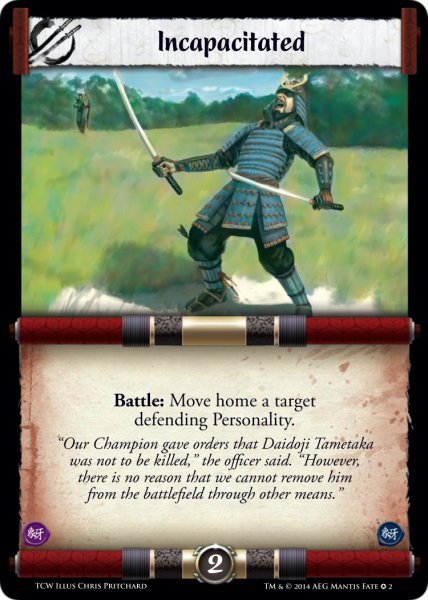 Incapacitated
Battle: Move home a target
defending Personality.
“Our Champion gave orders that Daidoji Tametaka
was not to be killed,” the officer said. “However,
there is no reason that we cannot remove him
from the battlefield through other means.”
2
TCW Illus Chris Pritchard
TM & © 2014 AEG Mantis Fate ✪ 2